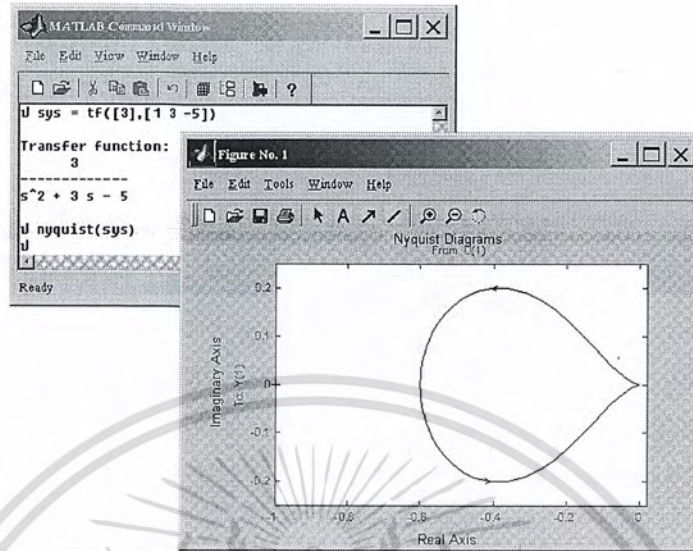 MATLAB Command Window
File Edit View Window Help
?
sys = tf([3],[1 3 -5])
Transfer function:
3
-------------
s^2 + 3 s - 5
nyquist(sys)
Ready
Figure No. 1
File Edit Tools Window Help
A
Nyquist Diagrams
From: U(1)
Imaginary Axis
To: Y(1)
0.2
0.1
0
-0.1
-0.2
-1 -0.8 -0.6 -0.4 -0.2 0
Real Axis